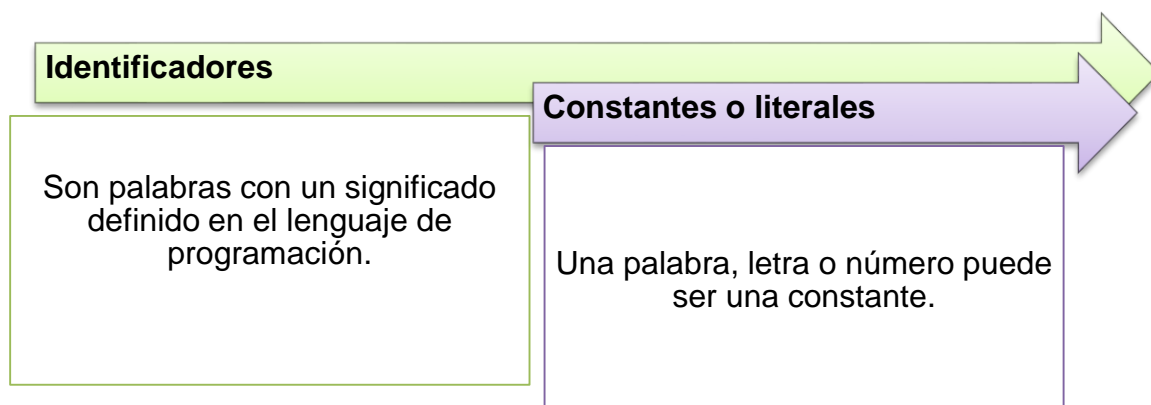 Identificadores
Constantes o literales
Son palabras con un significado
definido en el lenguaje de
programación.
Una palabra, letra o número puede
ser una constante.